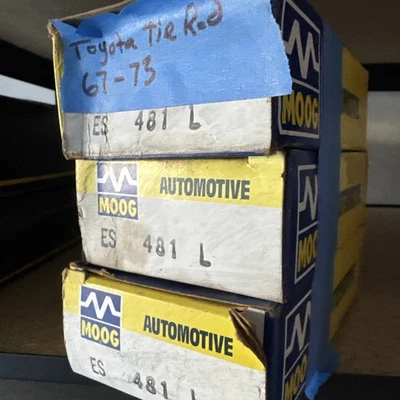 Toyota Tie Rod
67-73
MOOG
ES 481 L
MOOG
AUTOMOTIVE
MOOG
ES 481 L
MOOG
AUTOMOTIVE
MOOG
ES 481 L